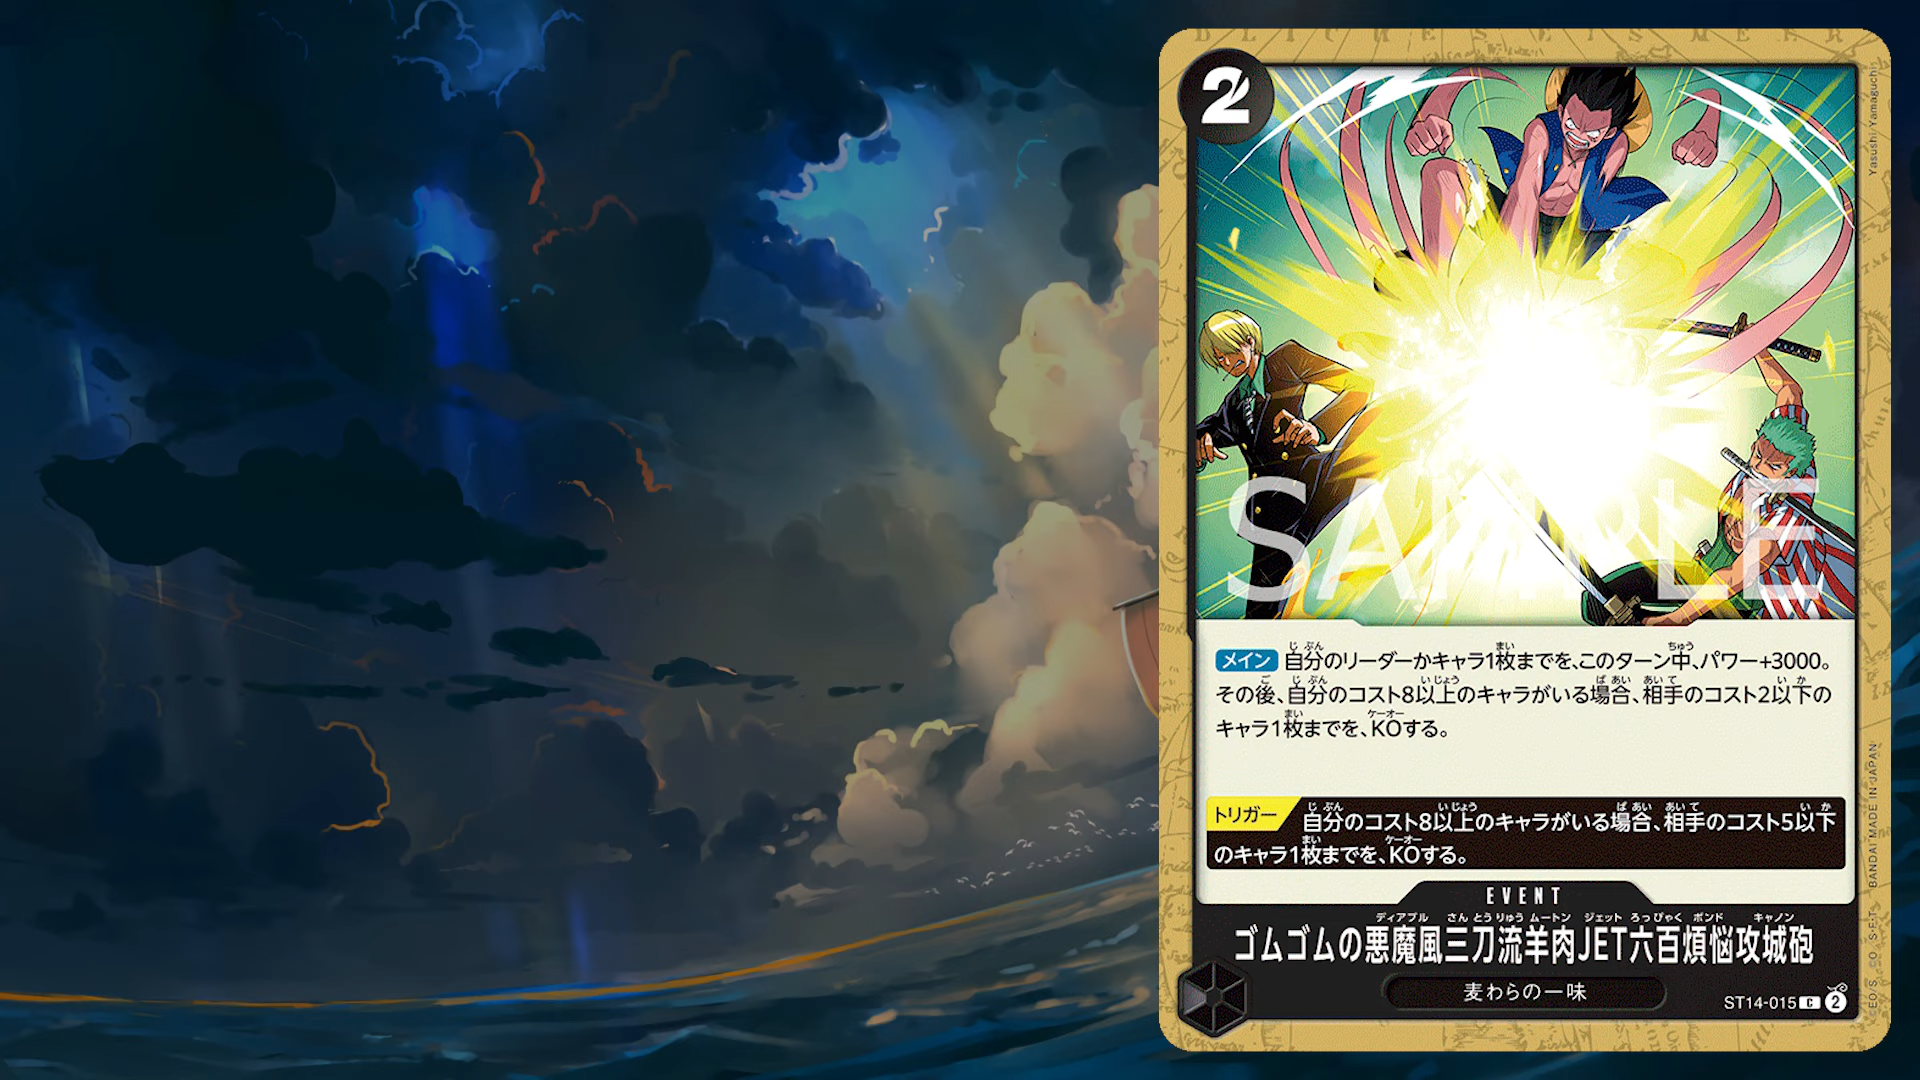 2
Yasushi Yamaguchi
SAMPLE
メイン 自分のリーダーかキャラ1枚までを、このターン中、パワー+3000。
その後、自分のコスト8以上のキャラがいる場合、相手のコスト2以下の
キャラ1枚までを、KOする。
トリガー 自分のコスト8以上のキャラがいる場合、相手のコスト5以下
のキャラ1枚までを、KOする。
EVENT
ゴムゴムの悪魔風三刀流羊肉JET六百煩悩攻城砲
麦わらの一味
ST14-015 C 2
BANDAI MADE IN JAPAN